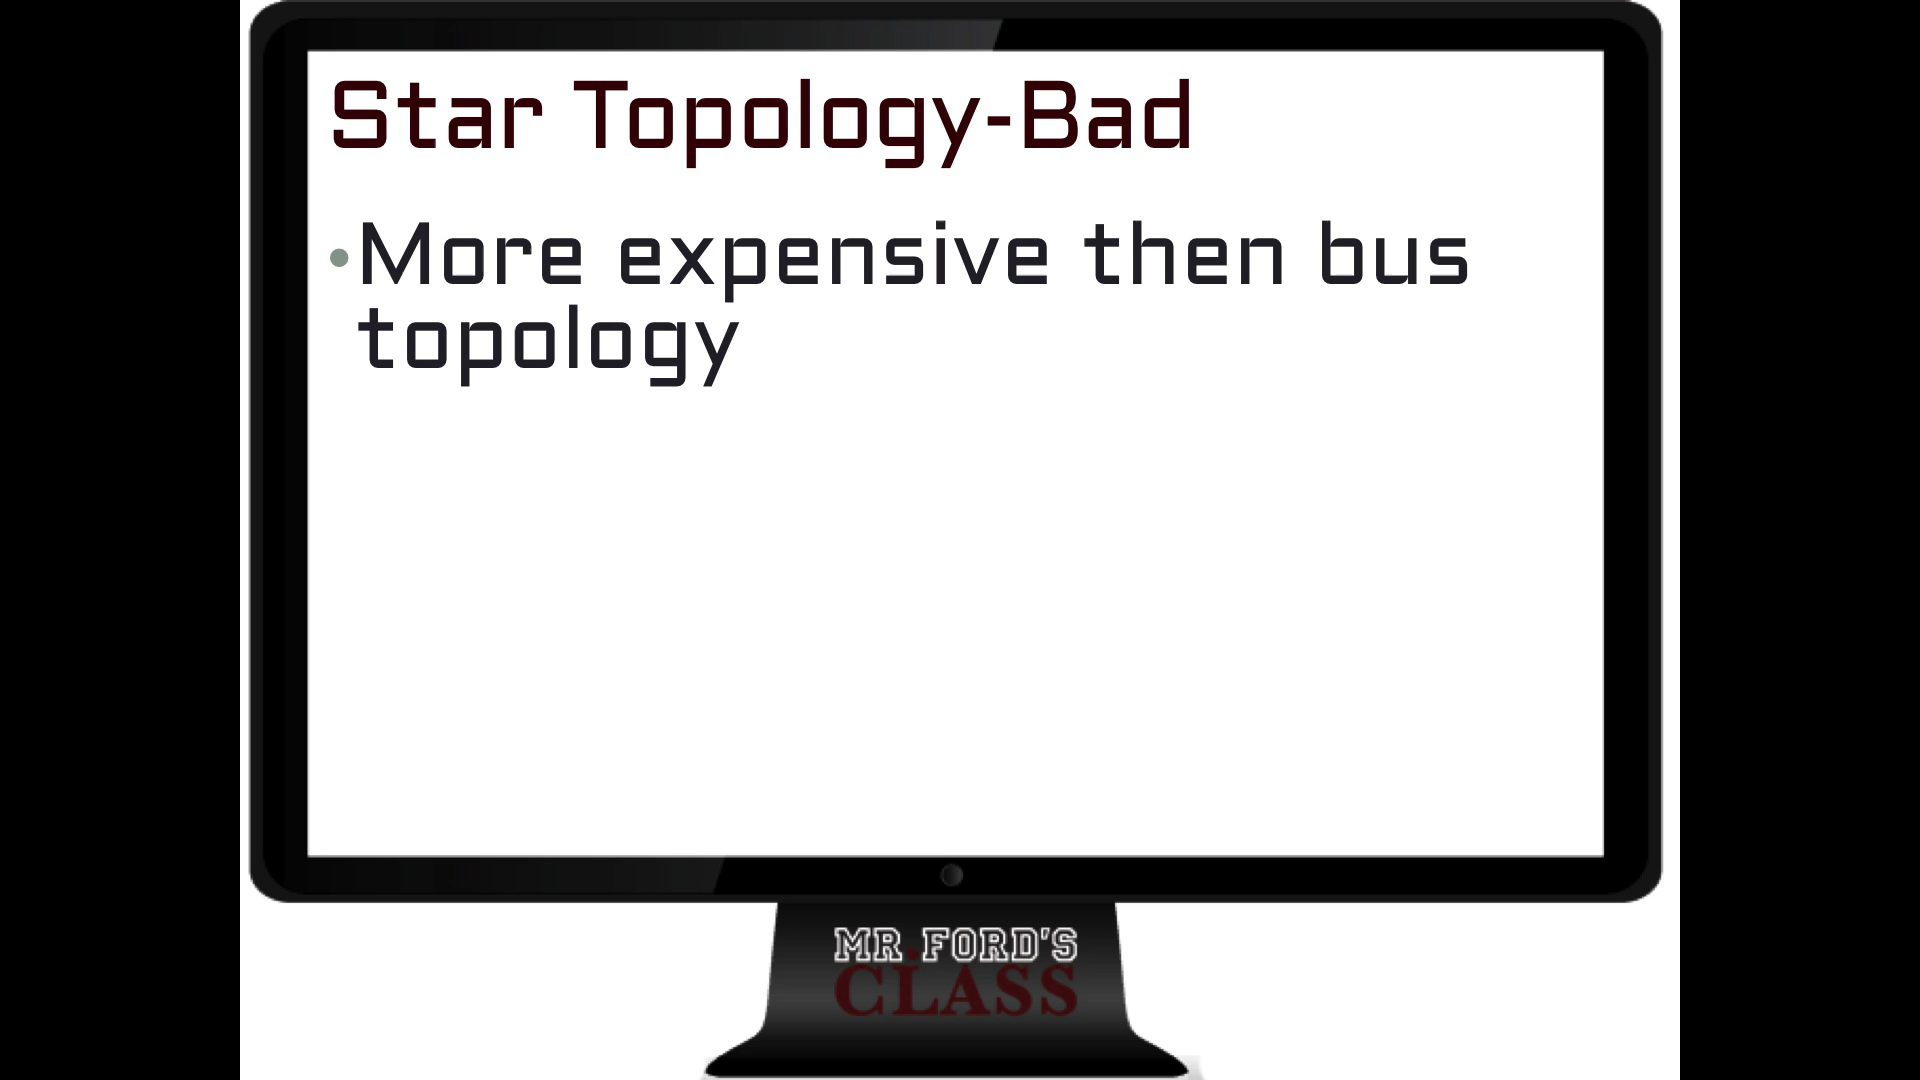 Star Topology-Bad
•More expensive then bus
topology
MR FORD'S
CLASS